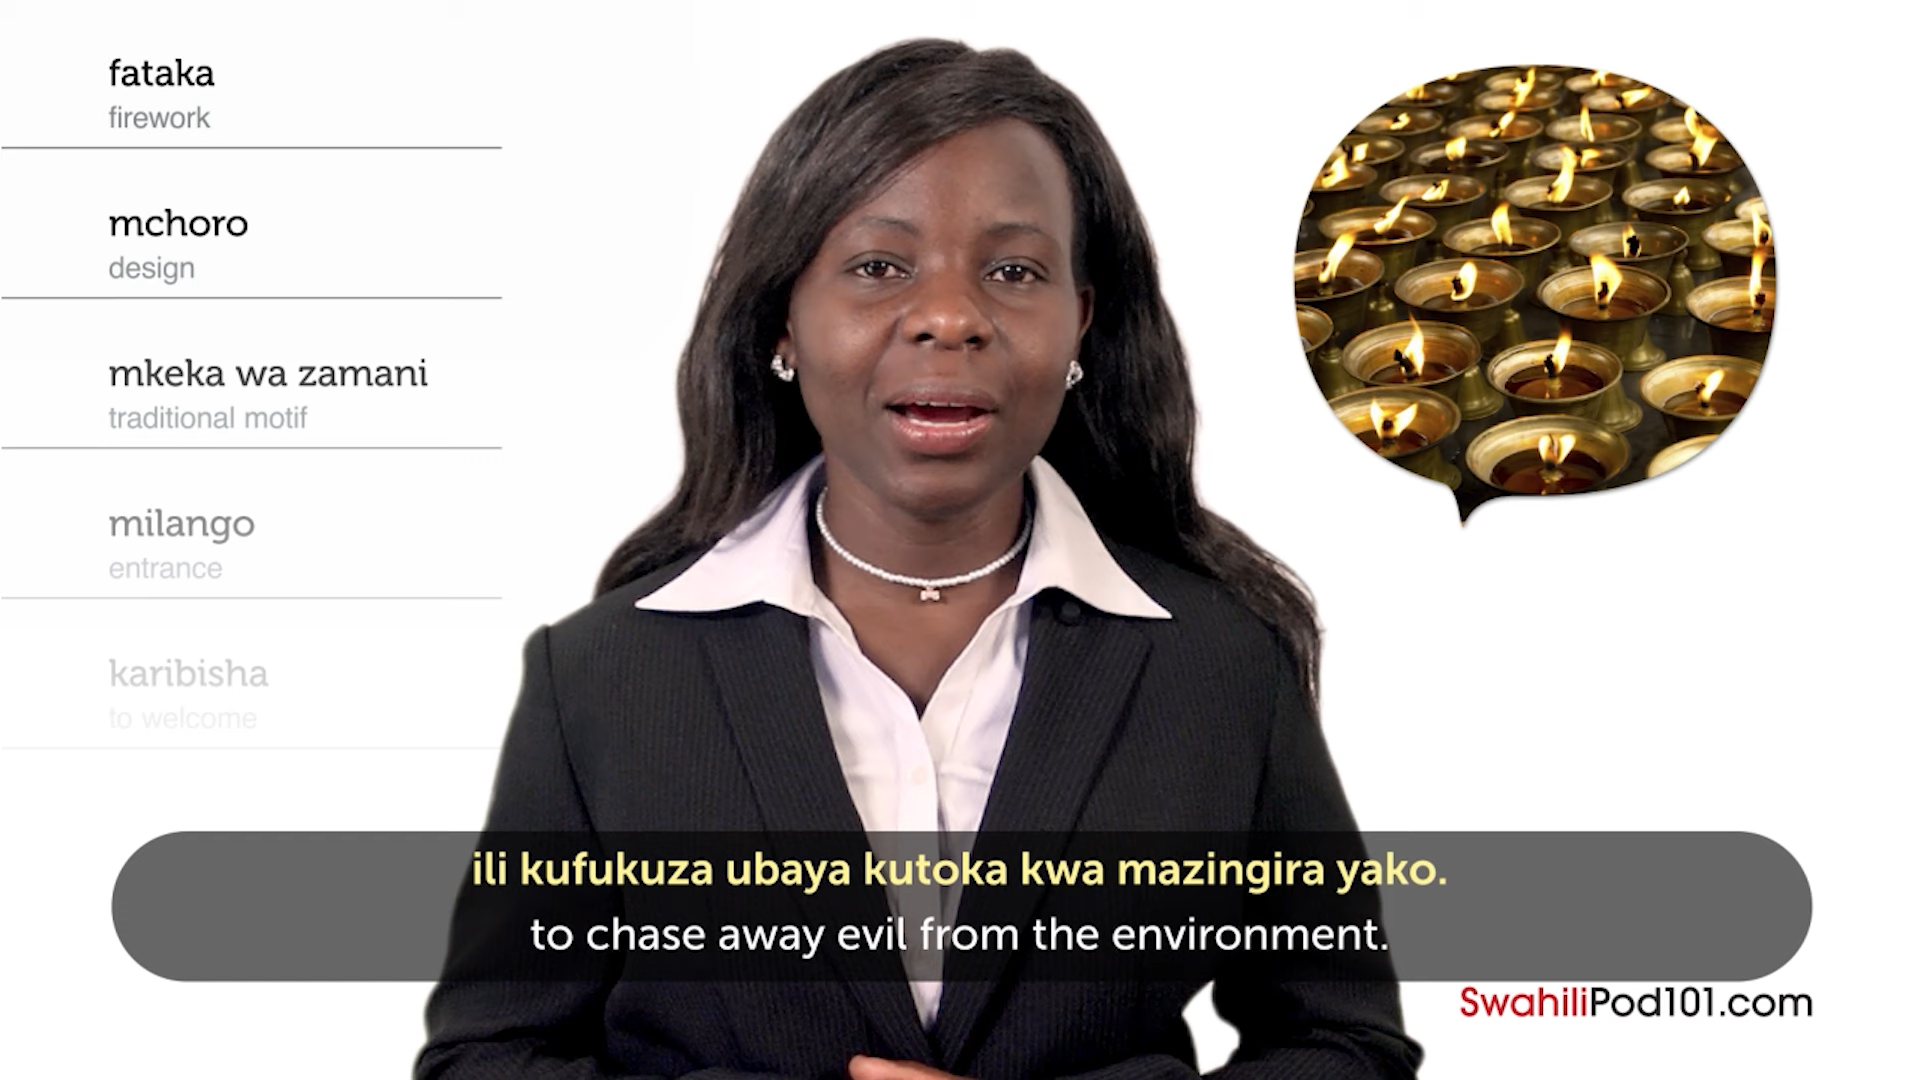 fataka
firework
mchoro
design
mkeka wa zamani
traditional motif
milango
entrance
karibisha
to welcome
ili kufukuza ubaya kutoka kwa mazingira yako.
to chase away evil from the environment.
SwahiliPod101.com